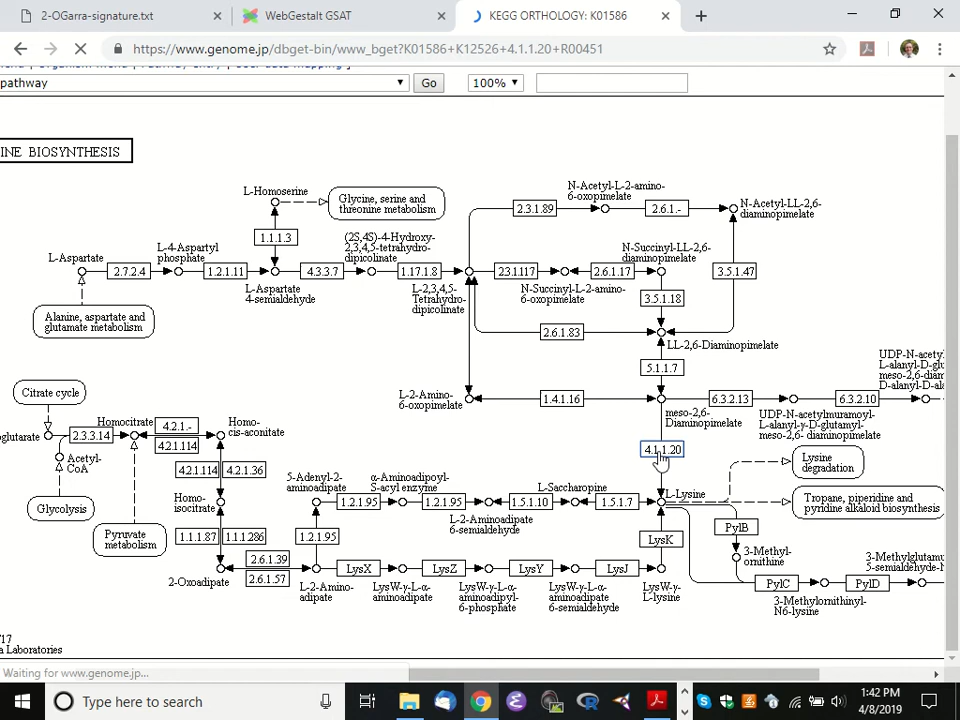 2-OGarra-signature.txt
WebGestalt GSAT
KEGG ORTHOLOGY: K01586
https://www.genome.jp/dbget-bin/www_bget?K01586+K12526+4.1.1.20+R00451
pathway
Go
100%
INE BIOSYNTHESIS
L-Homoserine
Glycine, serine and
threonine metabolism
N-Acetyl-L-2-amino-
6-oxopimelate
2.3.1.89
2.6.1.-
N-Acetyl-LL-2,6-
diaminopimelate
1.1.1.3
(2S,4S)-4-Hydroxy-
2,3,4,5-tetrahydro-
dipicolinate
N-Succinyl-LL-2,6-
diaminopimelate
L-Aspartate
L-4-Aspartyl
phosphate
2.7.2.4
1.2.1.11
4.3.3.7
1.17.1.8
2.3.1.117
2.6.1.17
3.5.1.47
L-Aspartate
4-semialdehyde
L-2,3,4,5-
Tetrahydro-
dipicolinate
N-Succinyl-L-2-amino-
6-oxopimelate
3.5.1.18
Alanine, aspartate and
glutamate metabolism
2.6.1.83
LL-2,6-Diaminopimelate
5.1.1.7
UDP-N-acety
L-alanyl-D-gl
meso-2,6-diam
D-alanyl-D-ala
Citrate cycle
L-2-Amino-
6-oxopimelate
1.4.1.16
6.3.2.13
6.3.2.10
meso-2,6-
Diaminopimelate
UDP-N-acetylmuramoyl-
L-alanyl-γ-D-glutamyl-
meso-2,6- diaminopimelate
oglutarate
2.3.3.14
Homocitrate
4.2.1.-
4.2.1.114
Homo-
cis-aconitate
4.1.1.20
Acetyl-
CoA
4.2.1.114
4.2.1.36
Lysine
degradation
5-Adenyl-2-
aminoadipate
α-Aminoadipoyl-
S-acyl enzyme
L-Saccharopine
L-Lysine
Glycolysis
Homo-
isocitrate
1.2.1.95
1.2.1.95
1.5.1.10
1.5.1.7
Tropane, piperidine and
pyridine alkaloid biosynthesis
L-2-Aminoadipate
6-semialdehyde
PylB
Pyruvate
metabolism
1.1.1.87
1.1.1.286
1.2.1.95
LysK
2.6.1.39
2.6.1.57
3-Methyl-
ornithine
2-Oxoadipate
LysX
LysZ
LysY
LysJ
3-Methylglutamy
5-semialdehyde-N
L-2-Amino-
adipate
LysW-γ-L-α-
aminoadipate
LysW-γ-L-α-
aminoadipyl-
6-phosphate
LysW-γ-L-α-
aminoadipate
6-semialdehyde
LysW-γ-
L-lysine
PylC
PylD
3-Methylornithinyl-
N6-lysine
/17
a Laboratories
Waiting for www.genome.jp...
Type here to search
1:42 PM
4/8/2019